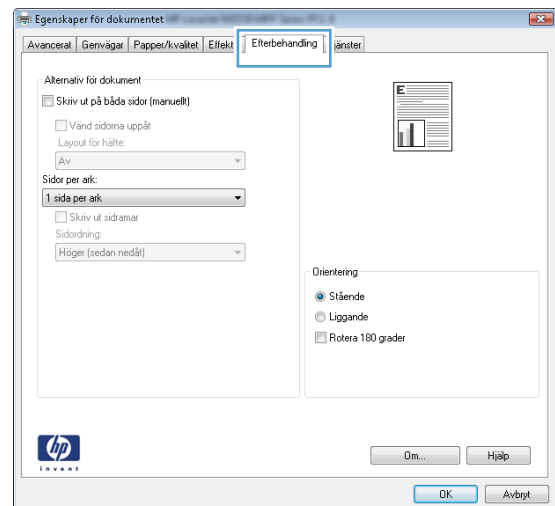 Egenskaper för dokumentet
Avancerat Genvägar Papper/kvalitet Effekt Efterbehandling jänster
Alternativ för dokument
Skriv ut på båda sidor (manuellt)
Vänd sidorna uppåt
Layout för häfte:
Av
Sidor per ark:
1 sida per ark
Skriv ut sidramar
Sidordning:
Höger (sedan nedåt)
E
Orientering
Stående
Liggande
Rotera 180 grader
hp
invent
Om... Hjälp
OK Avbryt